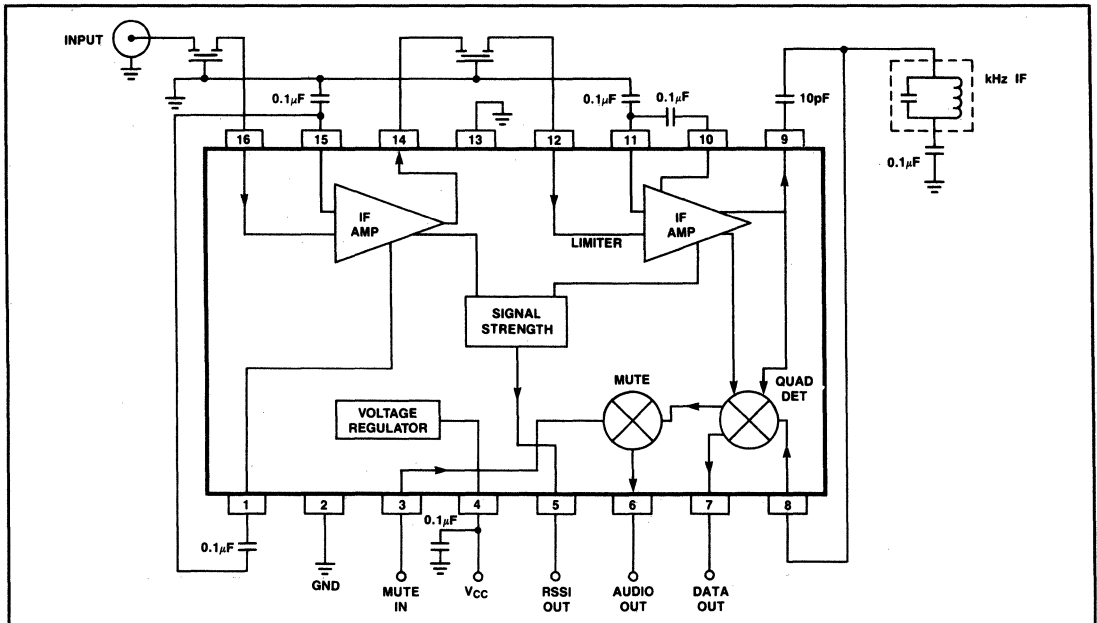 INPUT
kHz IF
0.1μF
0.1μF
0.1μF
10pF
0.1μF
16
15
14
13
12
11
10
9
IF
AMP
LIMITER
IF
AMP
SIGNAL
STRENGTH
MUTE
QUAD
DET
VOLTAGE
REGULATOR
1
2
3
4
5
6
7
8
0.1μF
0.1μF
GND
MUTE
IN
VCC
RSSI
OUT
AUDIO
OUT
DATA
OUT